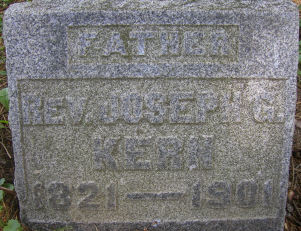 FATHER
REV. JOSEPH G.
KERN
1821—1901